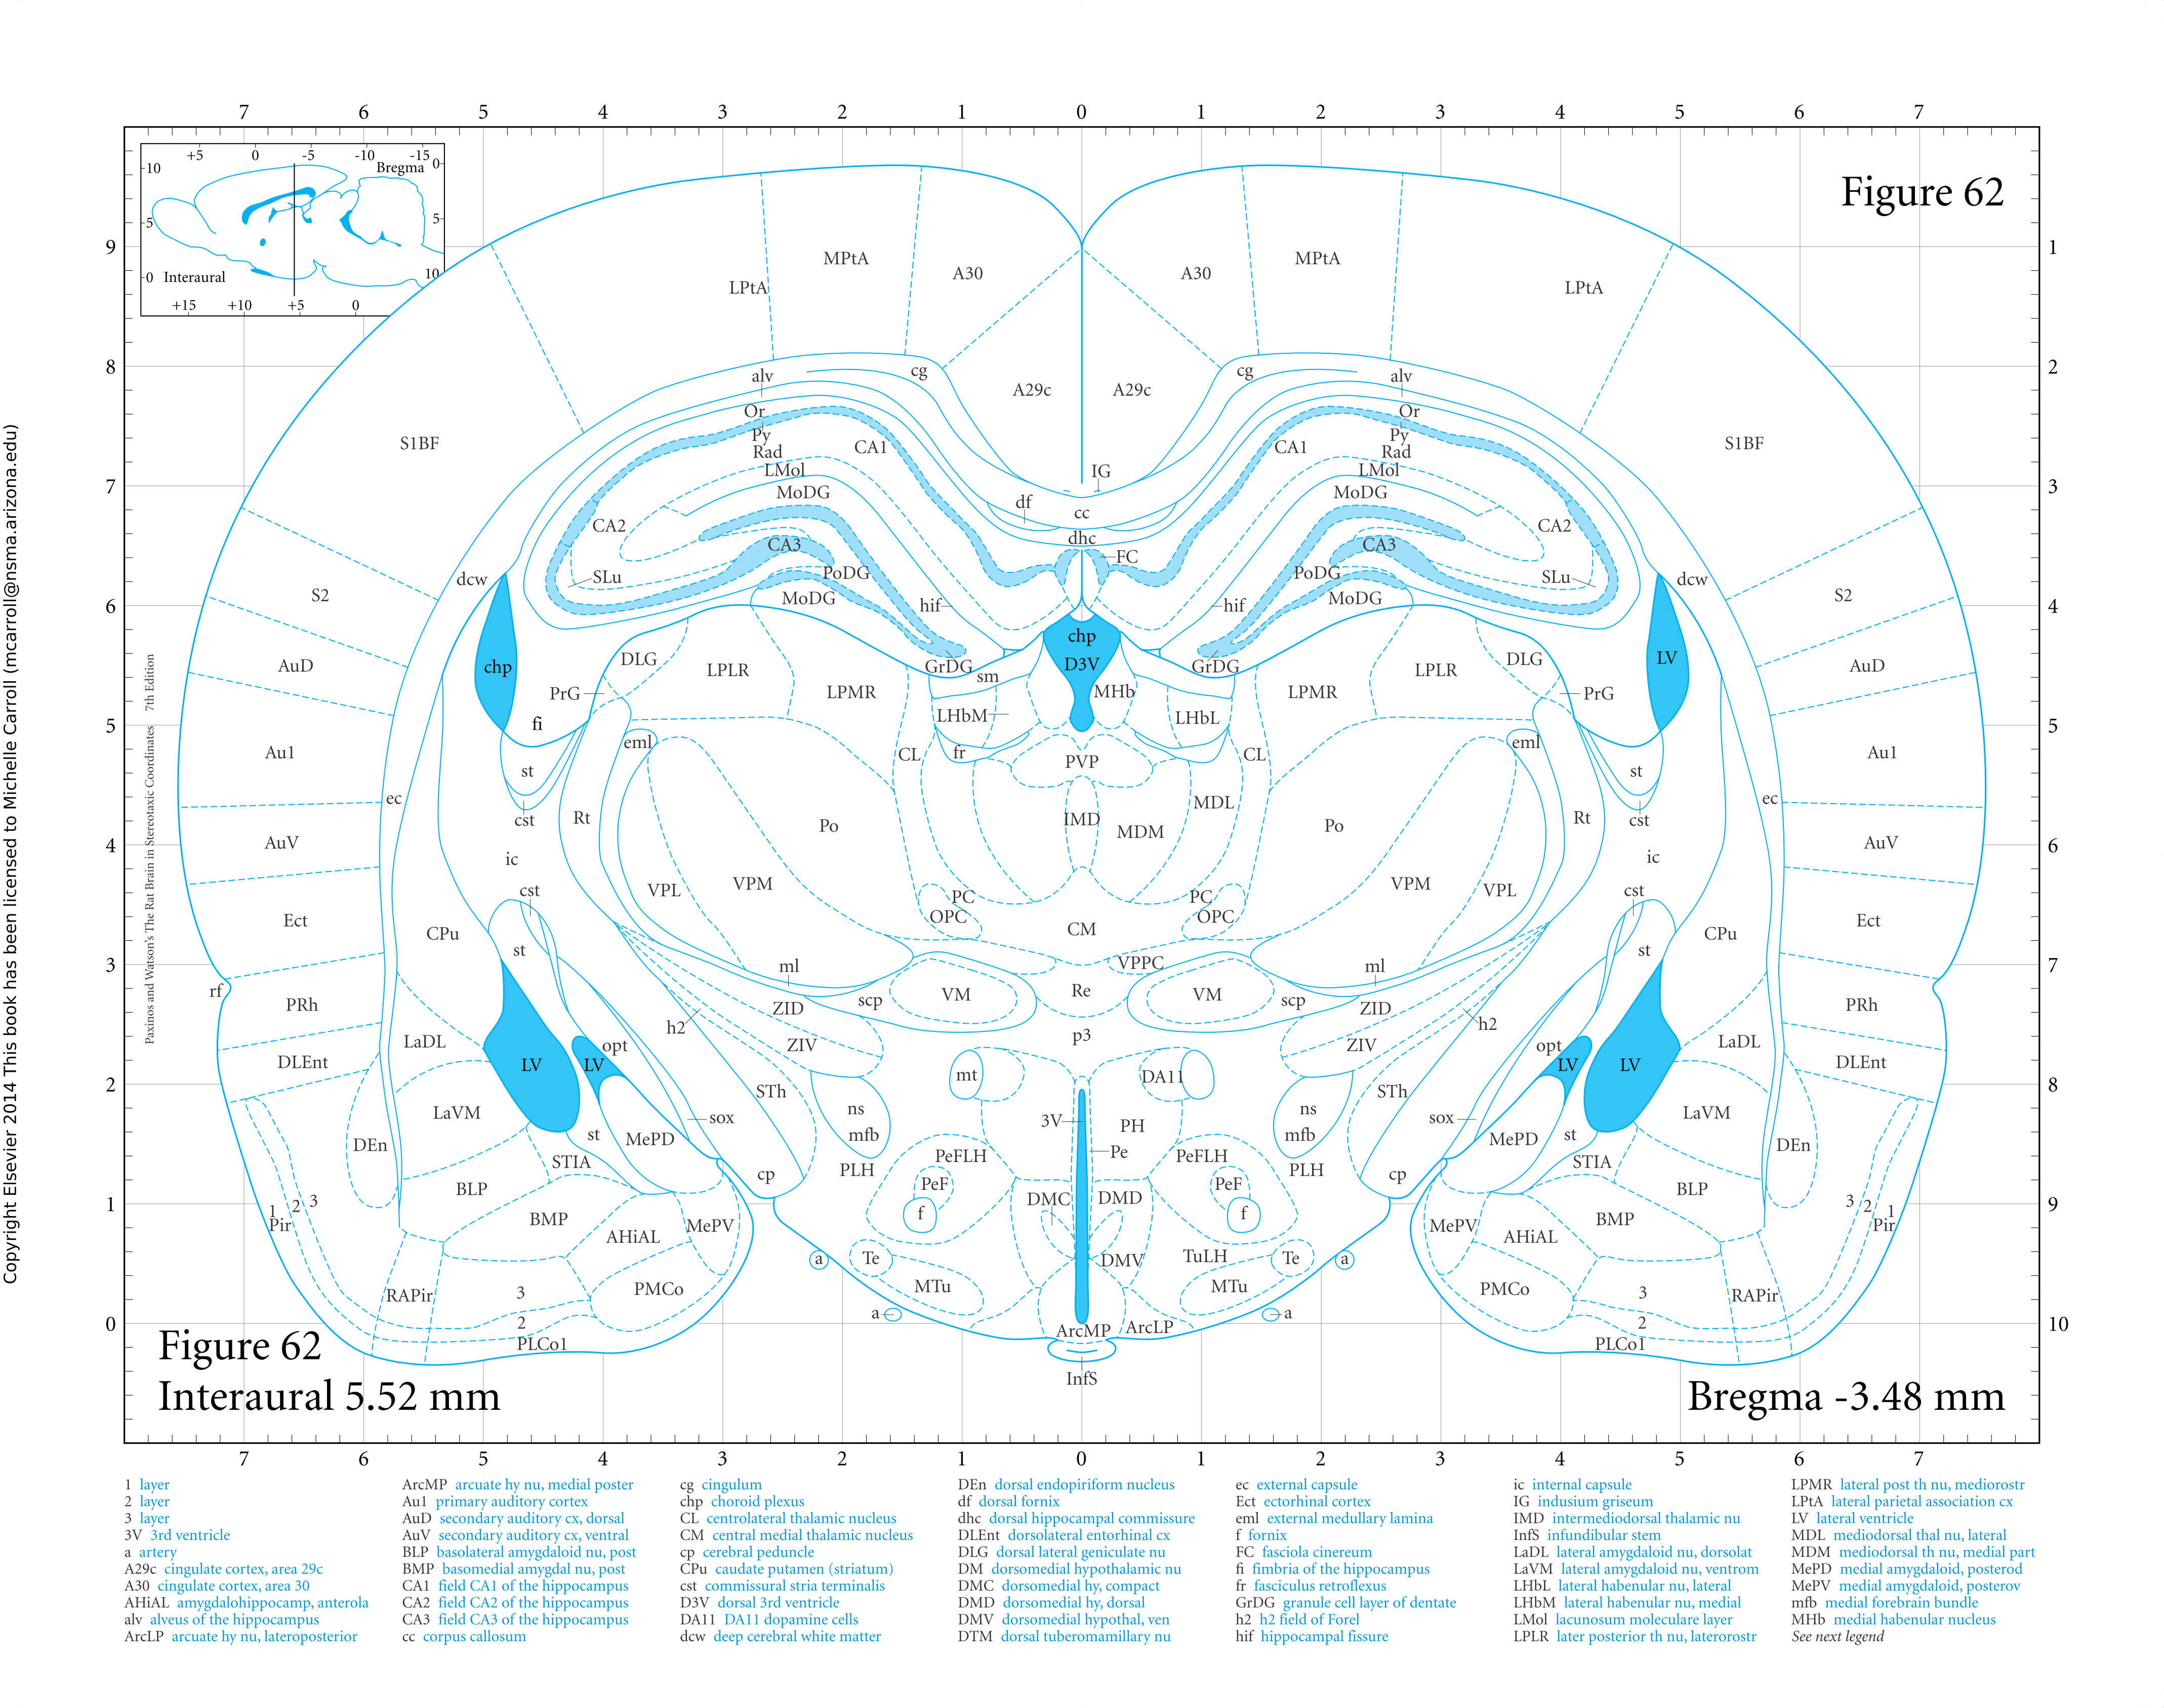 7 6 5 4 3 2 1 0 1 2 3 4 5 6 7
+5 0 -5 -10 -15
10 Bregma 0
5 5
0 Interaural 10
+15 +10 +5 0
Figure 62
9 1
MPtA A30 A30 MPtA
LPtA LPtA
8 2
alv cg cg alv
A29c A29c
Or Or
S1BF Py CA1 CA1 Py S1BF
Rad Rad
LMol IG LMol
7 3
MoDG MoDG
df cc
CA2 CA2
CA3 dhc CA3
FC
dcw SLu PoDG PoDG SLu dcw
S2 MoDG hif hif MoDG S2
6 4
chp
AuD chp DLG LPLR GrDG D3V GrDG LPLR DLG LV AuD
PrG LPMR sm MHb LPMR PrG
LHbM LHbL
5 fi 5
Au1 eml CL fr PVP CL eml Au1
st st
ec cst Rt Po IMD MDM MDL Po Rt cst ec
4 6
AuV ic ic AuV
cst VPL VPM PC PC VPM VPL cst
Ect OPC OPC Ect
CPu CM CPu
st st
3 ml VPPC ml 7
rf
PRh VM Re VM PRh
ZID scp scp ZID
h2 p3 h2
LaDL opt ZIV ZIV opt LaDL
DLEnt LV LV mt DA11 LV LV DLEnt
2 8
STh STh
LaVM ns 3V PH ns LaVM
sox sox
DEn st MePD mfb mfb MePD st DEn
STIA PLH PeFLH Pe PeFLH PLH STIA
BLP cp PeF PeF cp BLP
1 9
1 2 3 DMC DMD 3 2 1
Pir BMP f f BMP Pir
AHiAL MePV MePV AHiAL
a Te DMV TuLH Te a
RAPir 3 PMCo MTu MTu PMCo 3 RAPir
a a
0 2 ArcMP ArcLP 2 10
PLCo1 PLCo1
InfS
Figure 62
Interaural 5.52 mm
Bregma -3.48 mm
7 6 5 4 3 2 1 0 1 2 3 4 5 6 7
Copyright Elsevier 2014 This book has been licensed to Michelle Carroll (mcarroll@nsma.arizona.edu)
Paxinos and Watson's The Rat Brain in Stereotaxic Coordinates 7th Edition
1 layer
2 layer
3 layer
3V 3rd ventricle
a artery
A29c cingulate cortex, area 29c
A30 cingulate cortex, area 30
AHiAL amygdalohippocamp, anterola
alv alveus of the hippocampus
ArcLP arcuate hy nu, lateroposterior
ArcMP arcuate hy nu, medial poster
Au1 primary auditory cortex
AuD secondary auditory cx, dorsal
AuV secondary auditory cx, ventral
BLP basolateral amygdaloid nu, post
BMP basomedial amygdal nu, post
CA1 field CA1 of the hippocampus
CA2 field CA2 of the hippocampus
CA3 field CA3 of the hippocampus
cc corpus callosum
cg cingulum
chp choroid plexus
CL centrolateral thalamic nucleus
CM central medial thalamic nucleus
cp cerebral peduncle
CPu caudate putamen (striatum)
cst commissural stria terminalis
D3V dorsal 3rd ventricle
DA11 DA11 dopamine cells
dcw deep cerebral white matter
DEn dorsal endopiriform nucleus
df dorsal fornix
dhc dorsal hippocampal commissure
DLEnt dorsolateral entorhinal cx
DLG dorsal lateral geniculate nu
DM dorsomedial hypothalamic nu
DMC dorsomedial hy, compact
DMD dorsomedial hy, dorsal
DMV dorsomedial hypothal, ven
DTM dorsal tuberomamillary nu
ec external capsule
Ect ectorhinal cortex
eml external medullary lamina
f fornix
FC fasciola cinereum
fi fimbria of the hippocampus
fr fasciculus retroflexus
GrDG granule cell layer of dentate
h2 h2 field of Forel
hif hippocampal fissure
ic internal capsule
IG indusium griseum
IMD intermediodorsal thalamic nu
InfS infundibular stem
LaDL lateral amygdaloid nu, dorsolat
LaVM lateral amygdaloid nu, ventrom
LHbL lateral habenular nu, lateral
LHbM lateral habenular nu, medial
LMol lacunosum moleculare layer
LPLR later posterior th nu, laterorostr
LPMR lateral post th nu, mediorostr
LPtA lateral parietal association cx
LV lateral ventricle
MDL mediodorsal thal nu, lateral
MDM mediodorsal th nu, medial part
MePD medial amygdaloid, posterod
MePV medial amygdaloid, posterov
mfb medial forebrain bundle
MHb medial habenular nucleus
See next legend